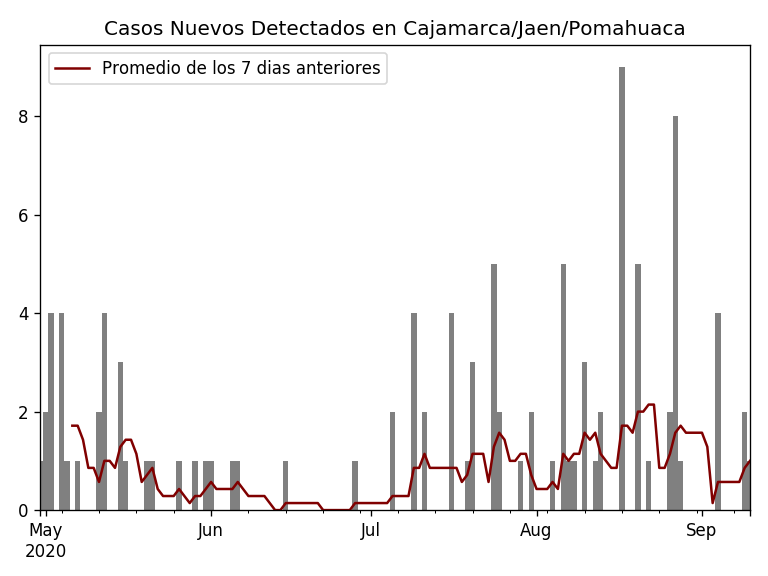 Casos Nuevos Detectados en Cajamarca/Jaen/Pomahuaca
Promedio de los 7 dias anteriores
8
6
4
2
0
May Jun Jul Aug Sep
2020